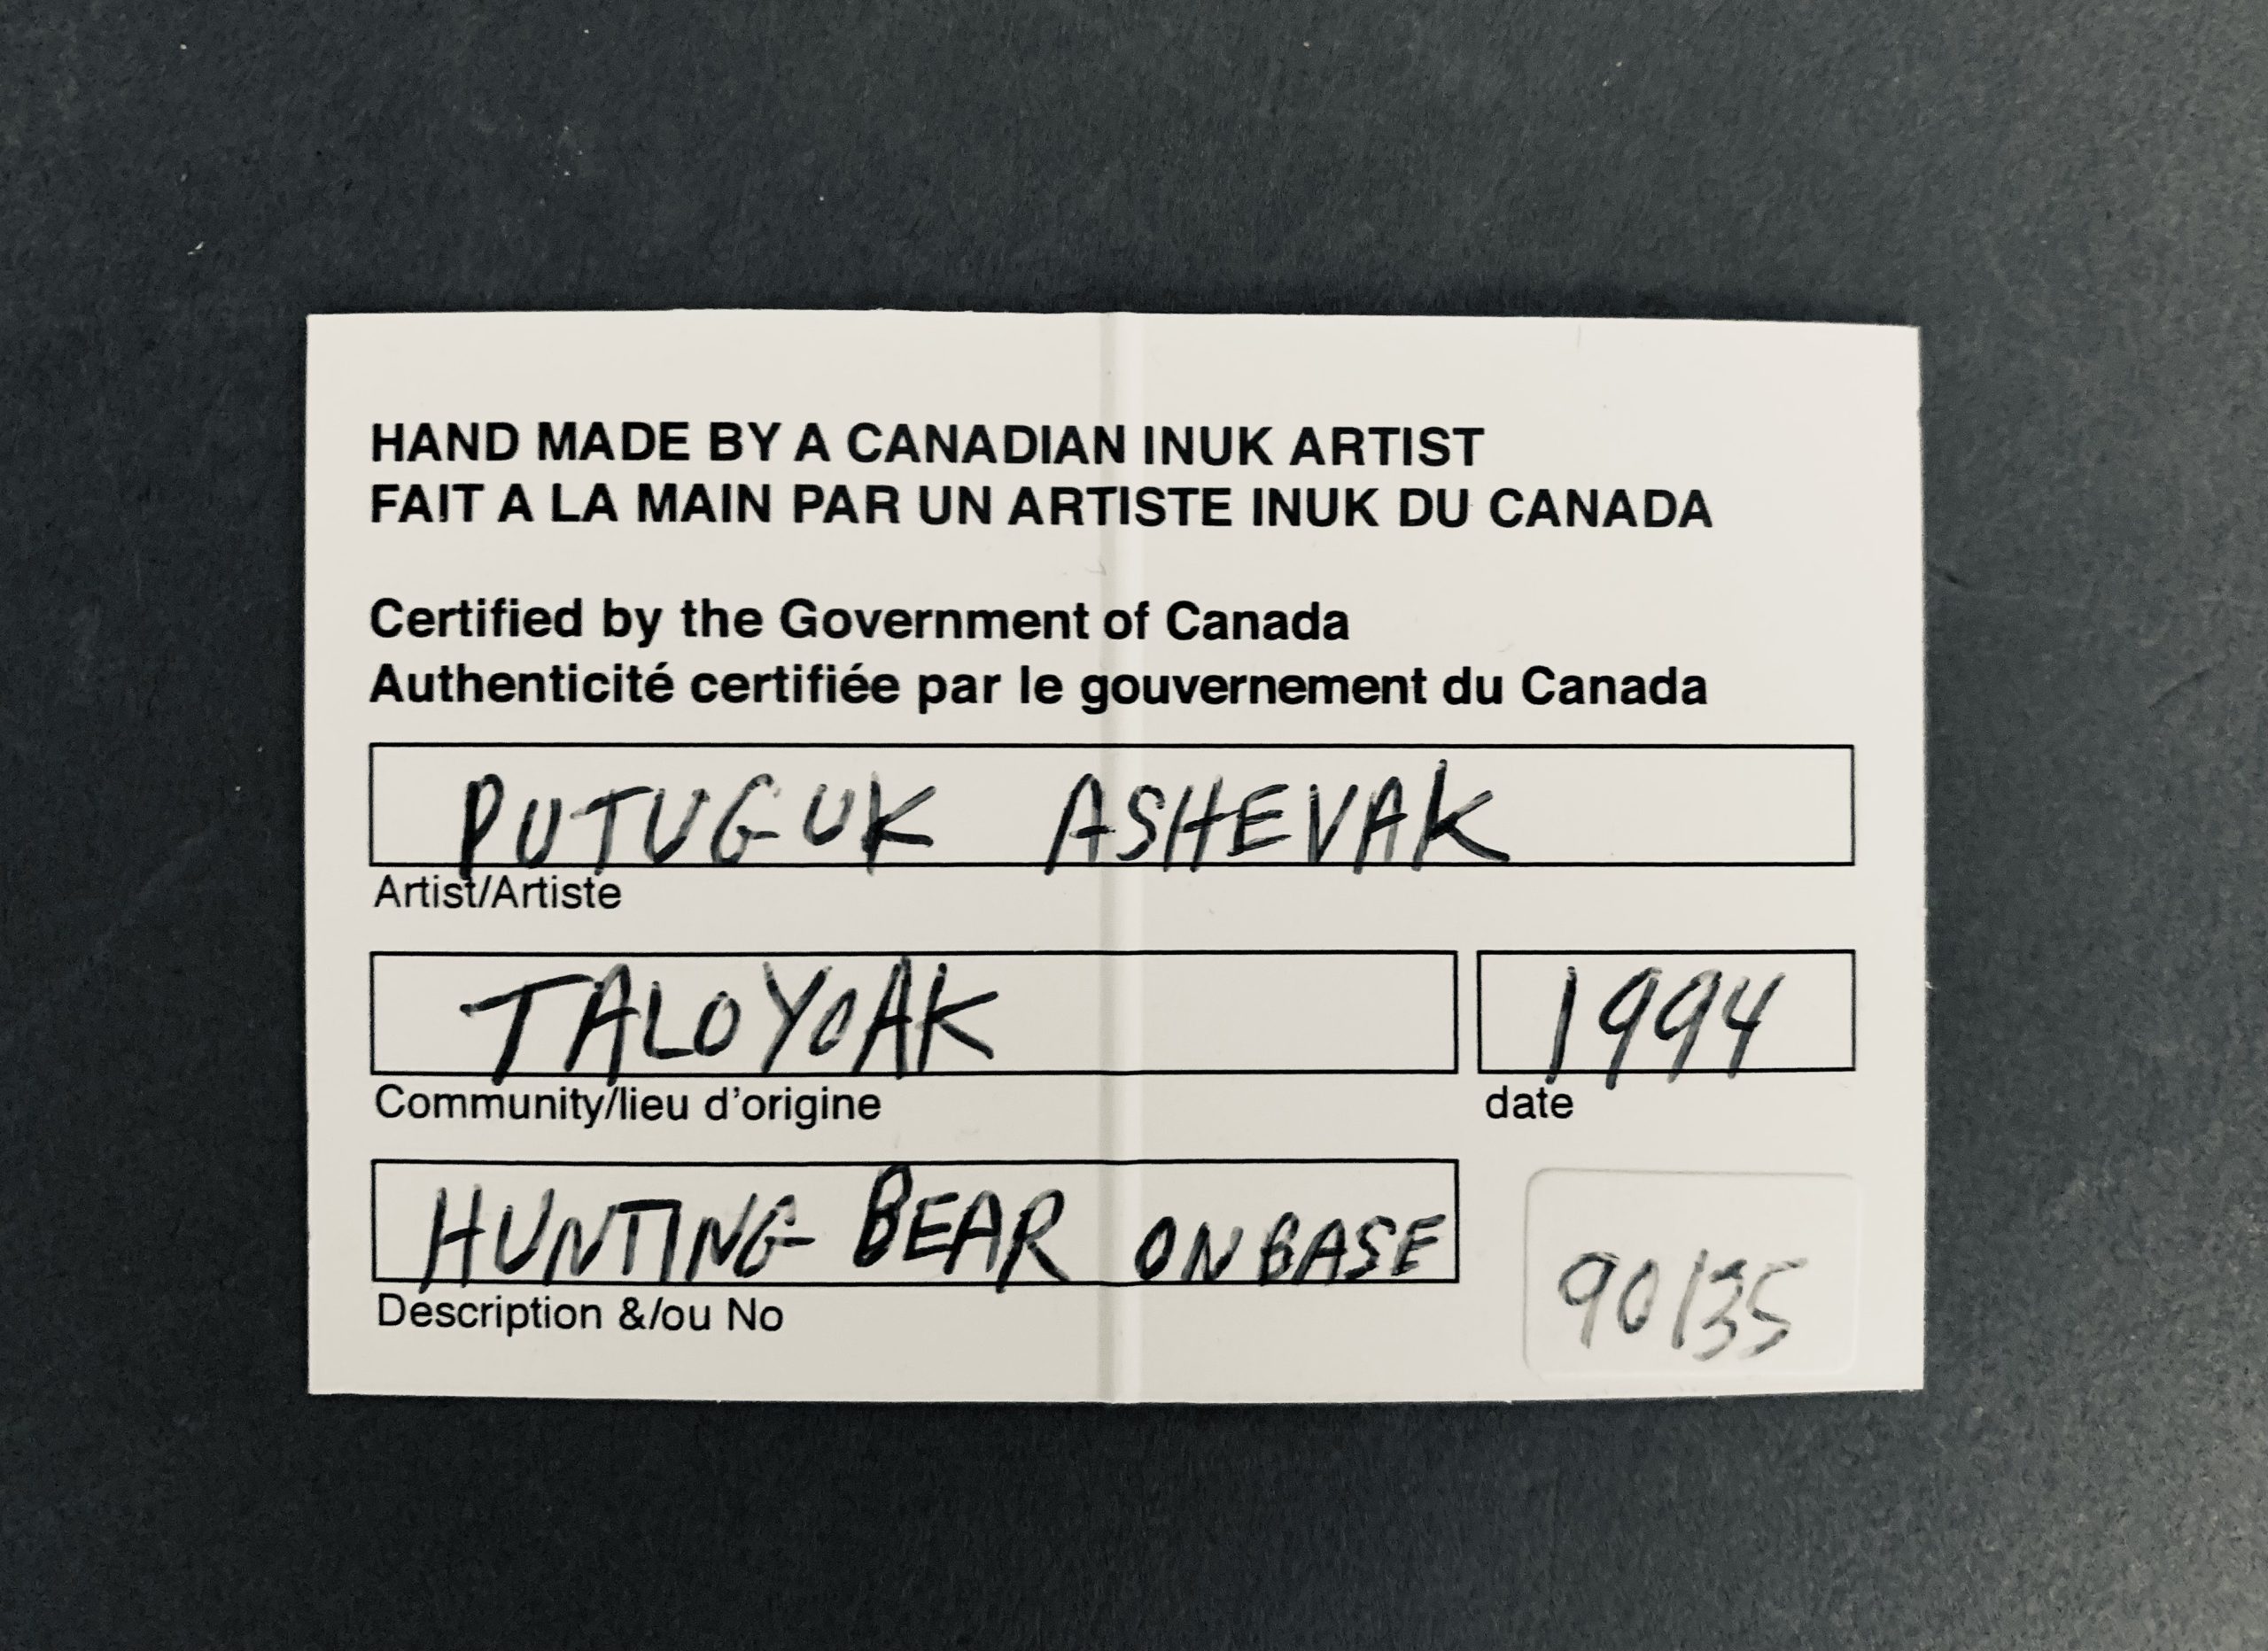 HAND MADE BY A CANADIAN INUK ARTIST
FAIT A LA MAIN PAR UN ARTISTE INUK DU CANADA
Certified by the Government of Canada
Authenticité certifiée par le gouvernement du Canada
PUTUGUK ASHEVAK
Artist/Artiste
TALOYOAK 1994
Community/lieu d'origine date
HUNTING BEAR ON BASE
90/35
Description &/ou No